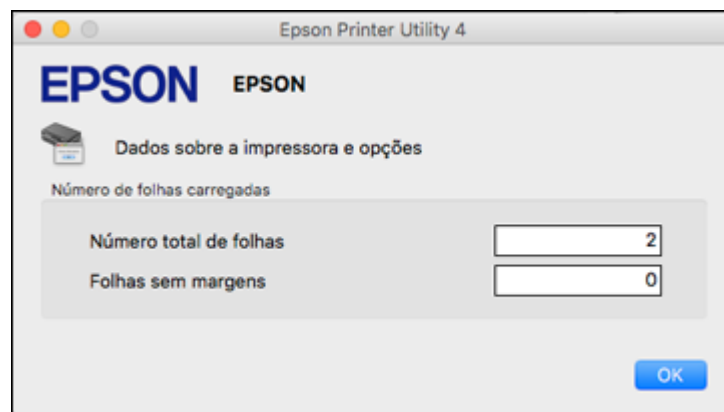 Epson Printer Utility 4
EPSON EPSON
Dados sobre a impressora e opções
Número de folhas carregadas
Número total de folhas 2
Folhas sem margens 0
OK